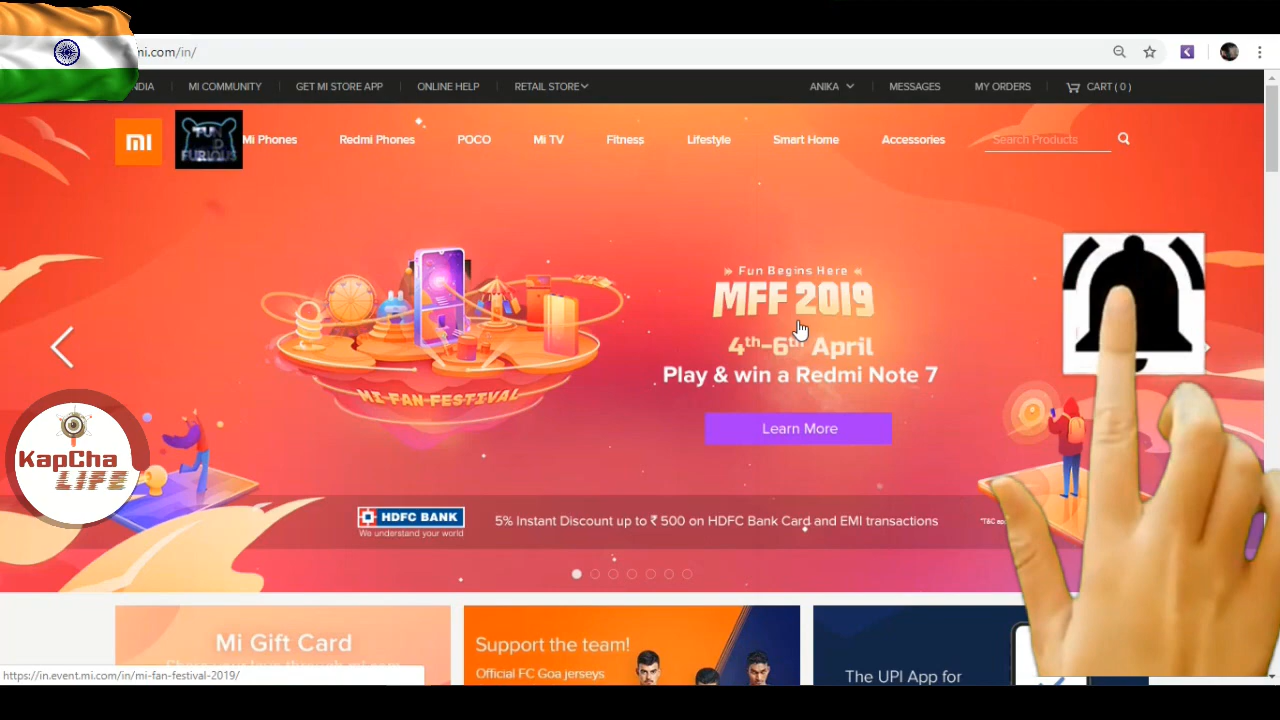 mi.com/in/
MI COMMUNITY
GET MI STORE APP
ONLINE HELP
RETAIL STORE
ANIKA
MESSAGES
MY ORDERS
CART ( 0 )
MI
FUN
FURIOUS
Mi Phones
Redmi Phones
POCO
Mi TV
Fitness
Lifestyle
Smart Home
Accessories
Search Products
Fun Begins Here
MFF 2019
4th-6th April
Play & win a Redmi Note 7
MI FAN FESTIVAL
Learn More
KapCha
LIFE
HDFC BANK
We understand your world
5% Instant Discount up to ₹ 500 on HDFC Bank Card and EMI transactions
*T&C
Mi Gift Card
Support the team!
Official FC Goa jerseys
The UPI App for
https://in.event.mi.com/in/mi-fan-festival-2019/